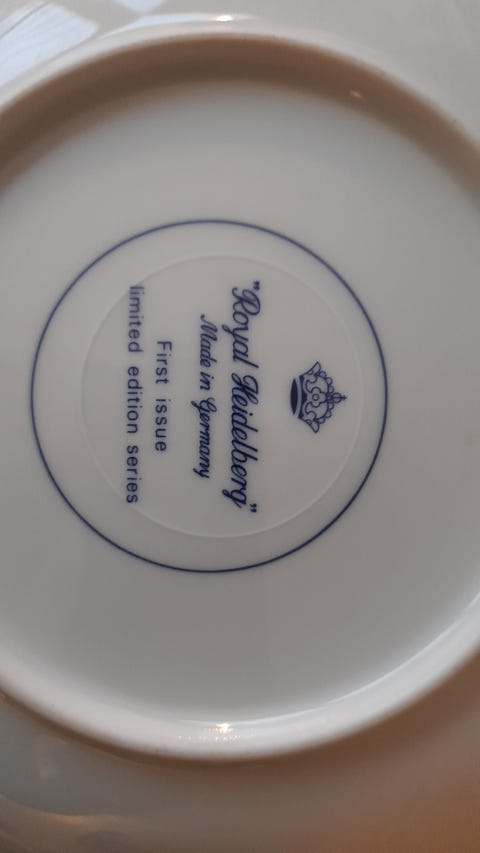 "Royal Heidelberg"
Made in Germany
First issue
limited edition series